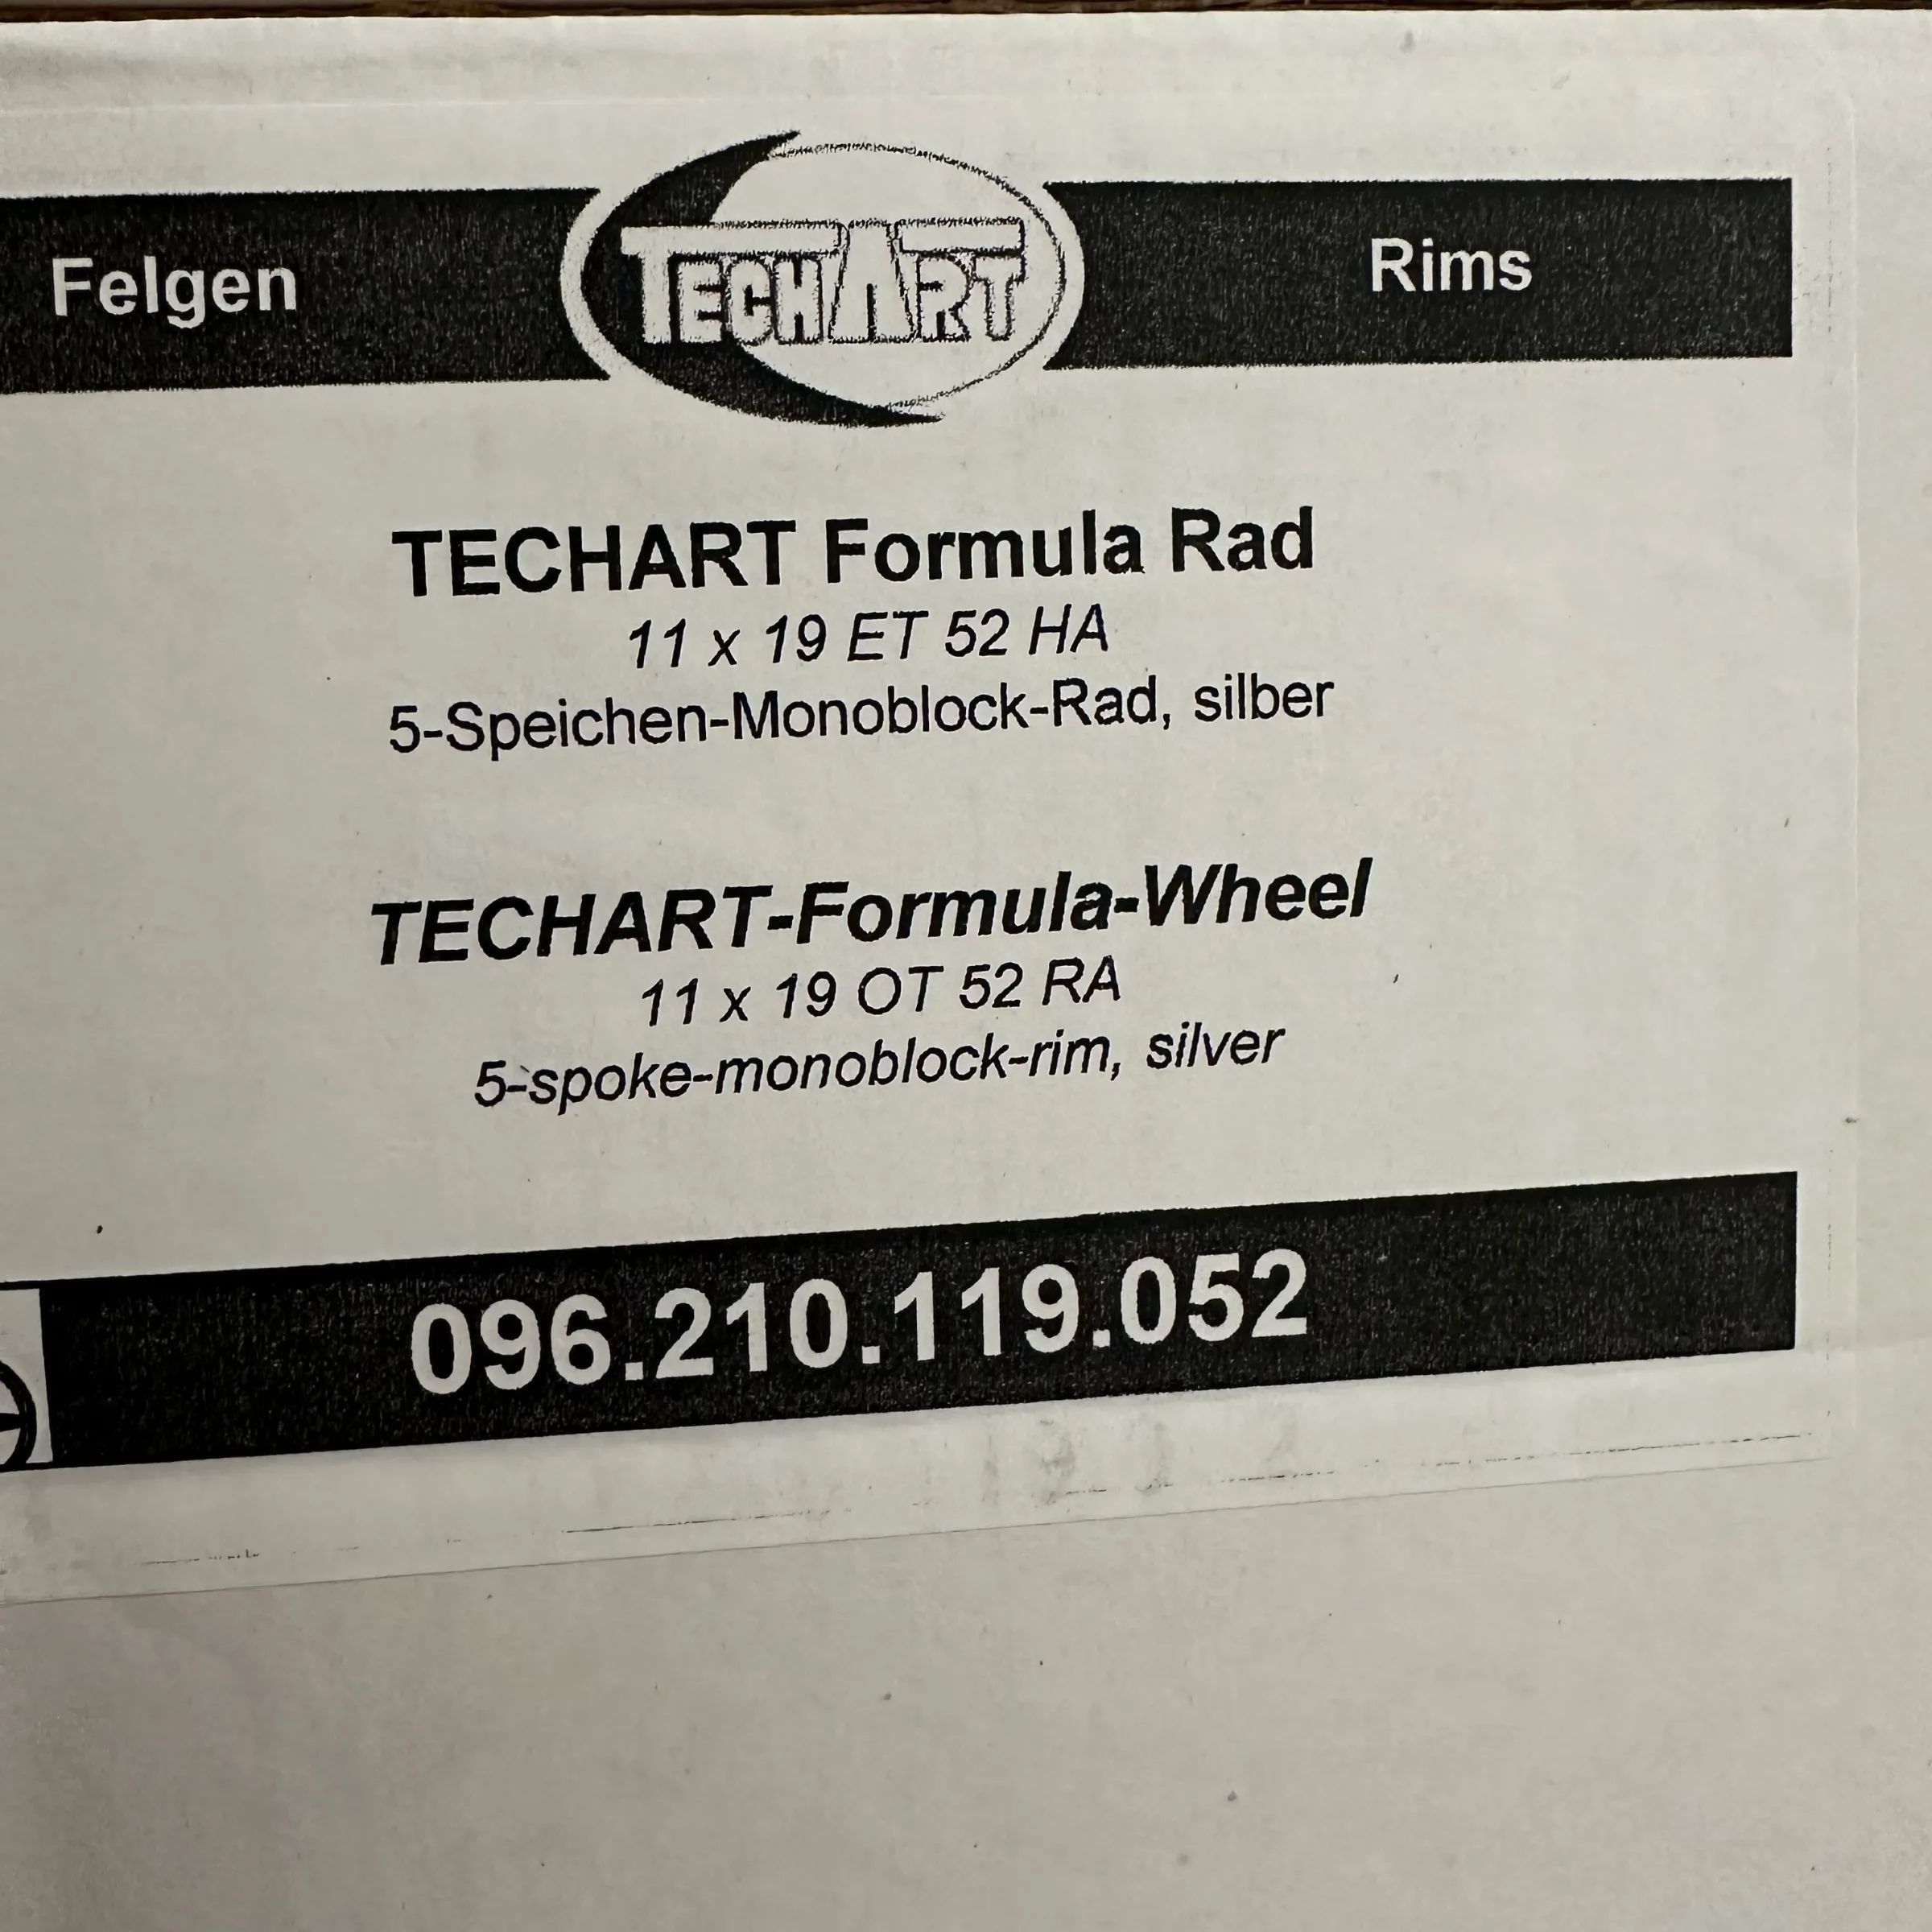 Felgen
TECHART
Rims
TECHART Formula Rad
11 x 19 ET 52 HA
5-Speichen-Monoblock-Rad, silber
TECHART-Formula-Wheel
11 x 19 OT 52 RA
5-spoke-monoblock-rim, silver
096.210.119.052